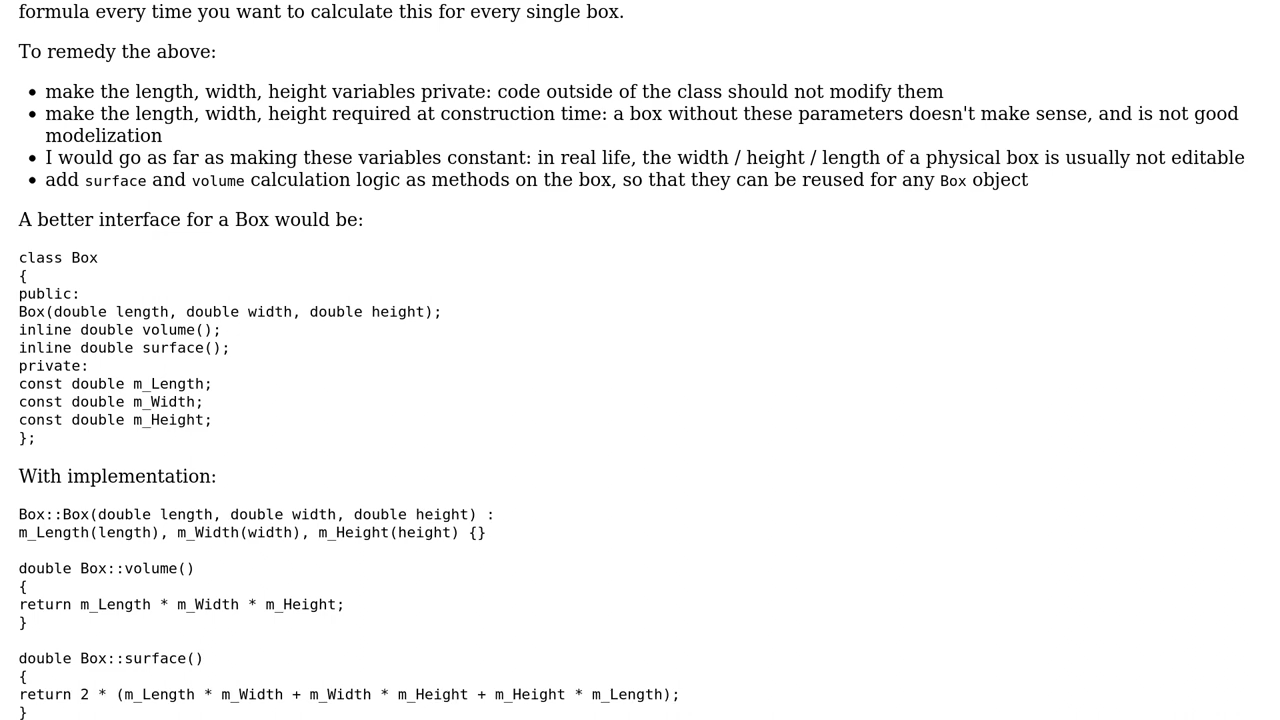 formula every time you want to calculate this for every single box.
To remedy the above:
• make the length, width, height variables private: code outside of the class should not modify them
• make the length, width, height required at construction time: a box without these parameters doesn't make sense, and is not good
modelization
• I would go as far as making these variables constant: in real life, the width / height / length of a physical box is usually not editable
• add surface and volume calculation logic as methods on the box, so that they can be reused for any Box object
A better interface for a Box would be:
class Box
{
public:
Box(double length, double width, double height);
inline double volume();
inline double surface();
private:
const double m_Length;
const double m_Width;
const double m_Height;
};
With implementation:
Box::Box(double length, double width, double height) :
m_Length(length), m_Width(width), m_Height(height) {}
double Box::volume()
{
return m_Length * m_Width * m_Height;
}
double Box::surface()
{
return 2 * (m_Length * m_Width + m_Width * m_Height + m_Height * m_Length);
}